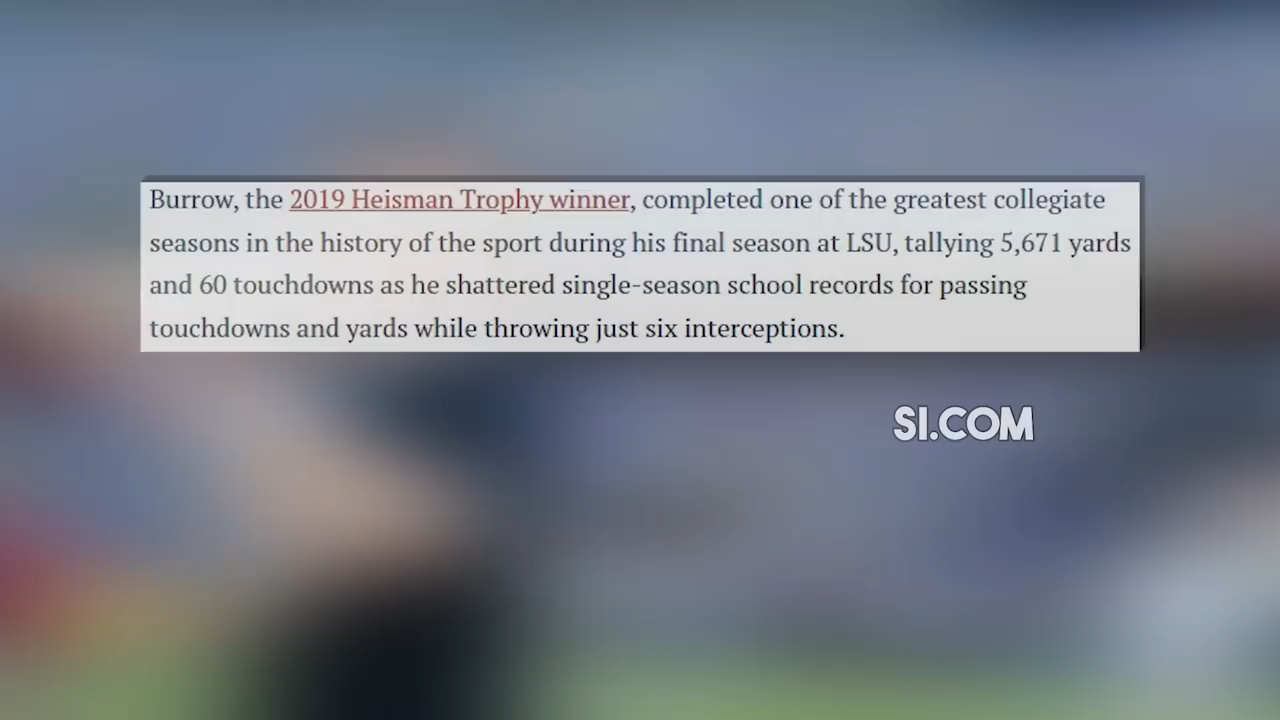 Burrow, the 2019 Heisman Trophy winner, completed one of the greatest collegiate
seasons in the history of the sport during his final season at LSU, tallying 5,671 yards
and 60 touchdowns as he shattered single-season school records for passing
touchdowns and yards while throwing just six interceptions.
SI.COM